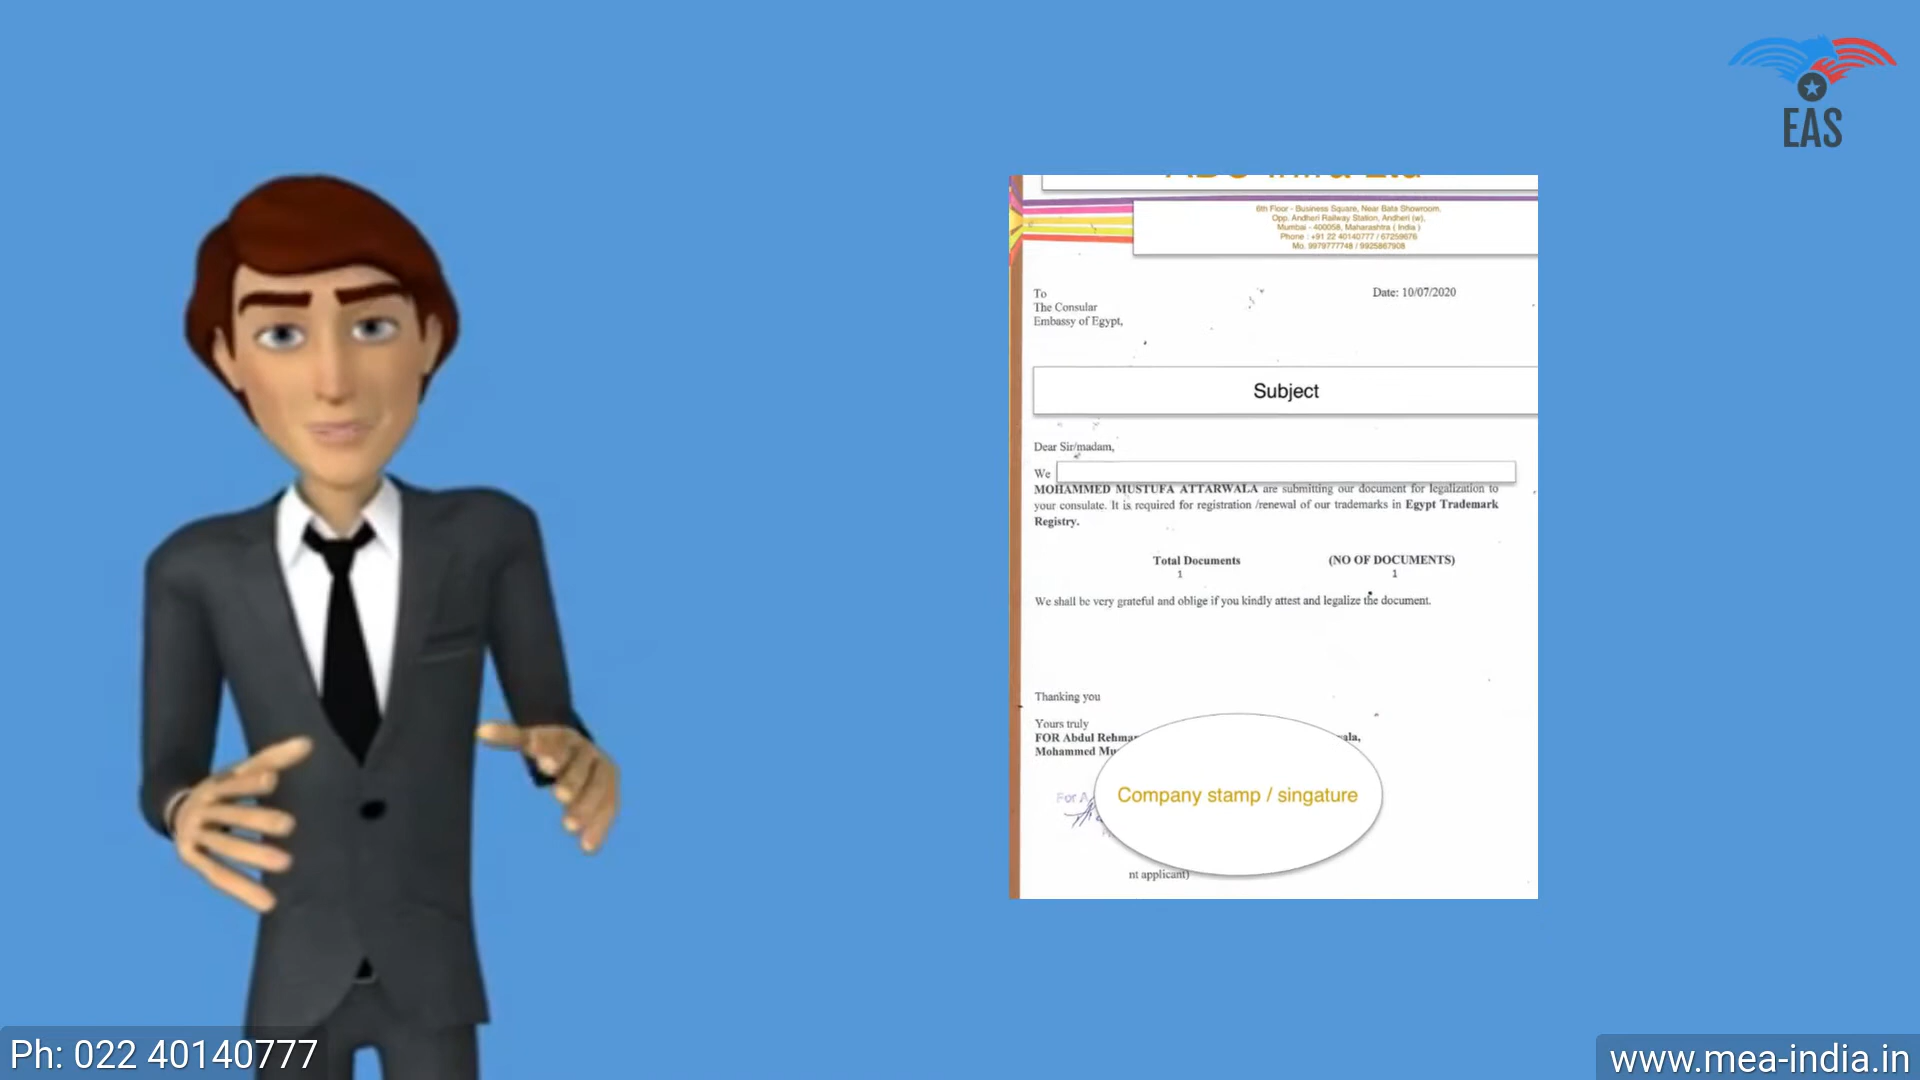 EAS
6th Floor - Business Square, Near Bata Showroom,
Opp. Andheri Railway Station, Andheri (w),
Mumbai - 400058, Maharashtra ( India )
Phone : +91 22 40140777 / 67259676
Mo. 9979777748 / 9925867908
To
Date: 10/07/2020
The Consular
Embassy of Egypt,
Subject
Dear Sir/madam,
We
MOHAMMED MUSTUFA ATTARWALA are submitting our document for legalization to
your consulate. It is required for registration /renewal of our trademarks in Egypt Trademark
Registry.
Total Documents (NO OF DOCUMENTS)
1 1
We shall be very grateful and oblige if you kindly attest and legalize the document.
Thanking you
Yours truly
FOR Abdul
Mohammed
For
Company stamp / singature
applicant)
Ph: 022 40140777
www.mea-india.in